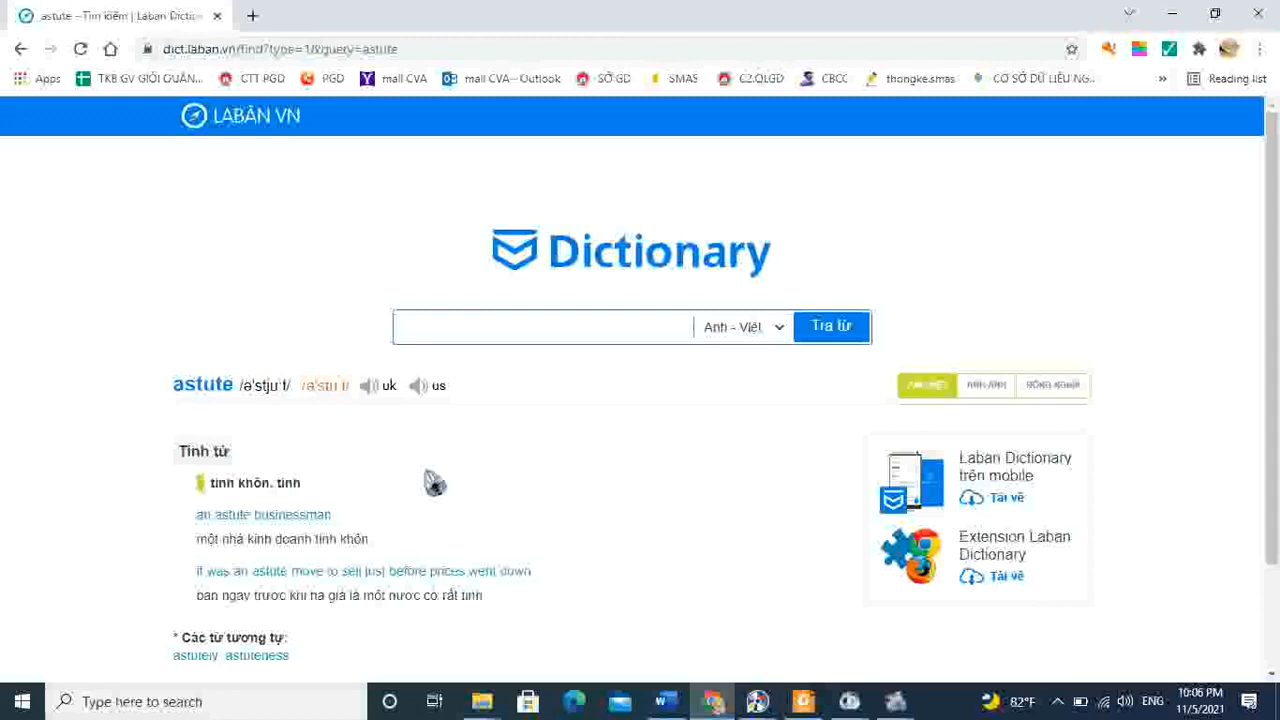 astute - Tìm kiếm | Laban Dictio
dict.laban.vn/find?type=1&query=astute
Apps TKB GV GIỎI QUẬN... CTT PGD PGD mail CVA mail CVA – Outlook SỞ GD SMAS C2.QLGD CBCC thongke.smas CƠ SỞ DỮ LIỆU NG... » Reading list
LABAN VN
Dictionary
Anh - Việt Tra từ
astute /ə'stju:t/ /ə'stu:t/ uk us
ANH VIỆT ANH ANH ĐỒNG NGHĨA
Tính từ
tinh khôn, tinh
an astute businessman
một nhà kinh doanh tinh khôn
it was an astute move to sell just before prices went down
bán ngay trước khi hạ giá là một nước cờ rất tinh
* Các từ tương tự:
astutely, astuteness
Laban Dictionary
trên mobile
Tải về
Extension Laban
Dictionary
Tải về
Type here to search
82°F ENG
10:06 PM
11/5/2021